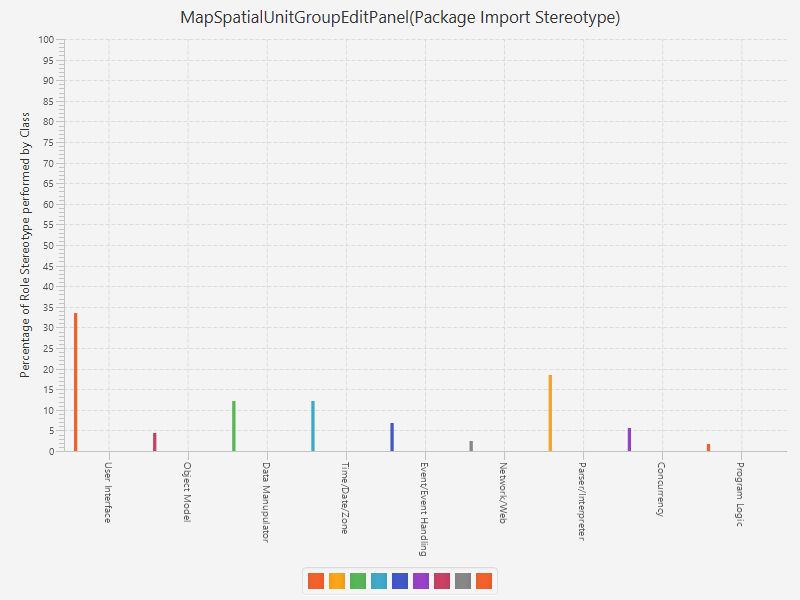 MapSpatialUnitGroupEditPanel(Package Import Stereotype)
Percentage of Role Stereotype performed by Class
100
95
90
85
80
75
70
65
60
55
50
45
40
35
30
25
20
15
10
5
0
User Interface
Object Model
Data Manupulator
Time/Date/Zone
Event/Event Handling
Network/Web
Parser/Interpreter
Concurrency
Program Logic